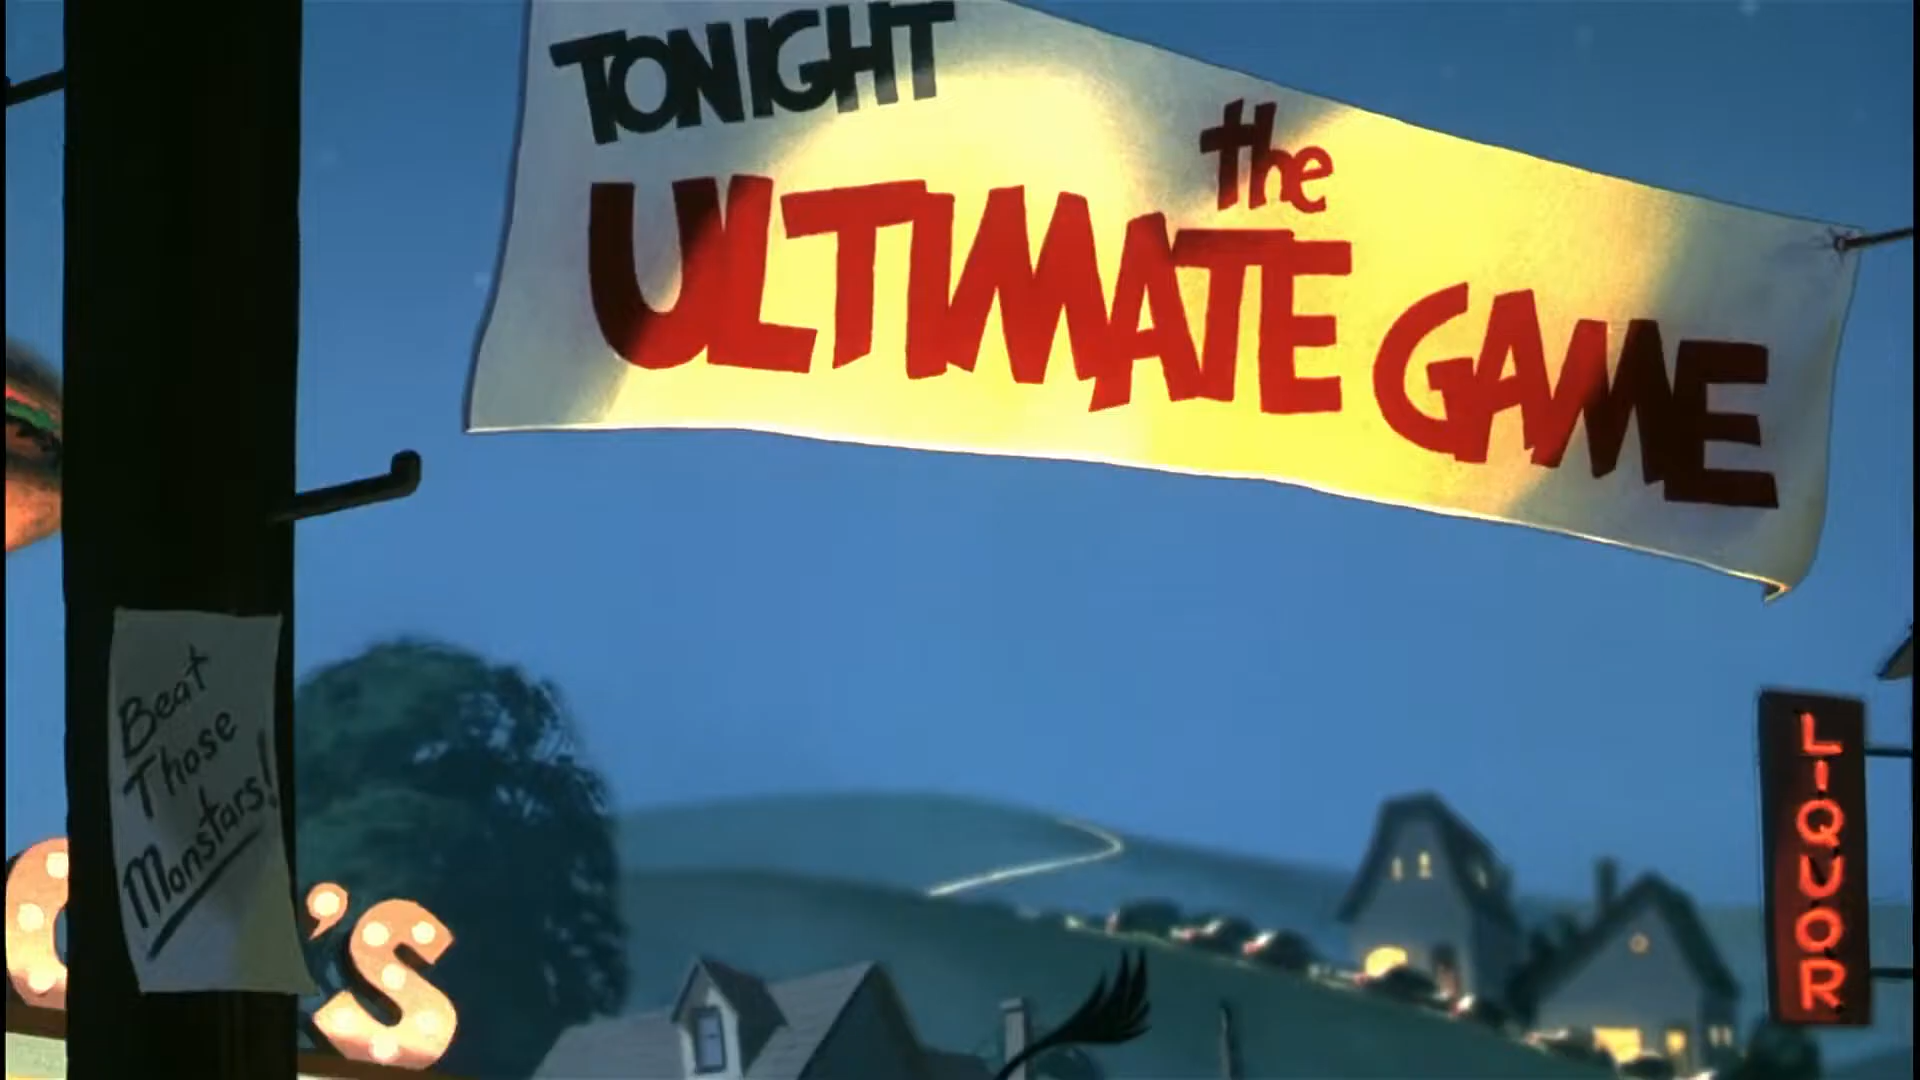 TONIGHT
the
ULTIMATE GAME
Beat
Those
Monstars!
'S
LIQUOR